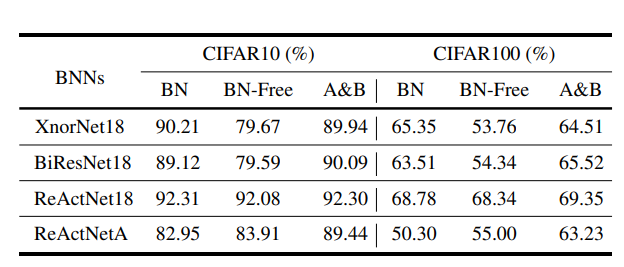 CIFAR10 (%) CIFAR100 (%)
BNNs
BN BN-Free A&B BN BN-Free A&B
XnorNet18 90.21 79.67 89.94 65.35 53.76 64.51
BiResNet18 89.12 79.59 90.09 63.51 54.34 65.52
ReActNet18 92.31 92.08 92.30 68.78 68.34 69.35
ReActNetA 82.95 83.91 89.44 50.30 55.00 63.23